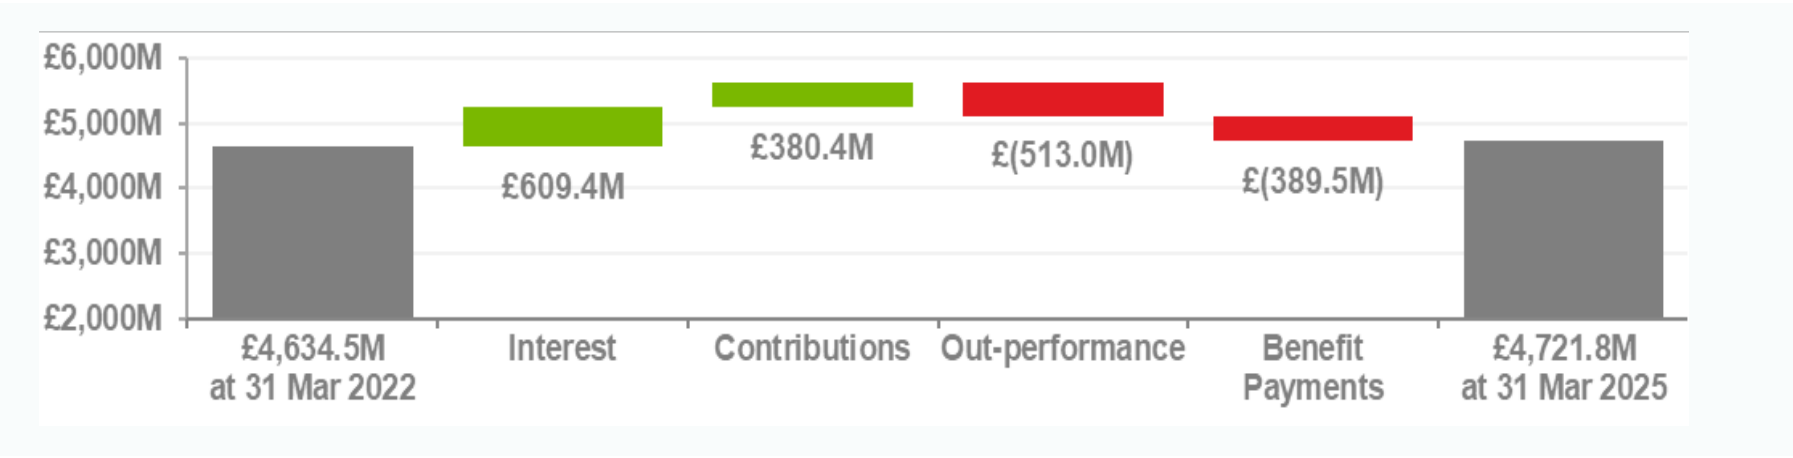 £6,000M
£5,000M
£4,000M
£3,000M
£2,000M
£609.4M
£380.4M
£(513.0M)
£(389.5M)
£4,634.5M
at 31 Mar 2022
Interest
Contributions
Out-performance
Benefit
Payments
£4,721.8M
at 31 Mar 2025